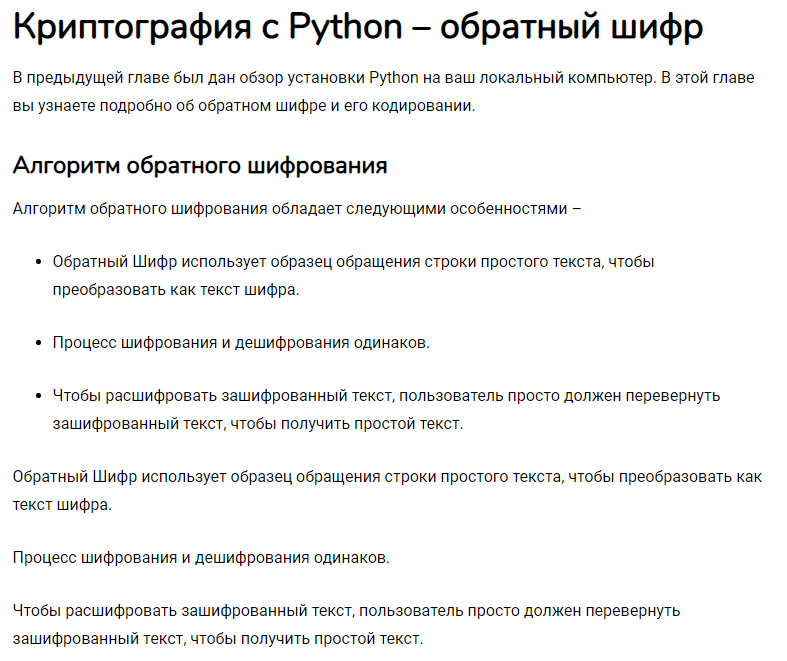 Криптография с Python – обратный шифр
В предыдущей главе был дан обзор установки Python на ваш локальный компьютер. В этой главе
вы узнаете подробно об обратном шифре и его кодировании.
Алгоритм обратного шифрования
Алгоритм обратного шифрования обладает следующими особенностями –
• Обратный Шифр использует образец обращения строки простого текста, чтобы
преобразовать как текст шифра.
• Процесс шифрования и дешифрования одинаков.
• Чтобы расшифровать зашифрованный текст, пользователь просто должен перевернуть
зашифрованный текст, чтобы получить простой текст.
Обратный Шифр использует образец обращения строки простого текста, чтобы преобразовать как
текст шифра.
Процесс шифрования и дешифрования одинаков.
Чтобы расшифровать зашифрованный текст, пользователь просто должен перевернуть
зашифрованный текст, чтобы получить простой текст.